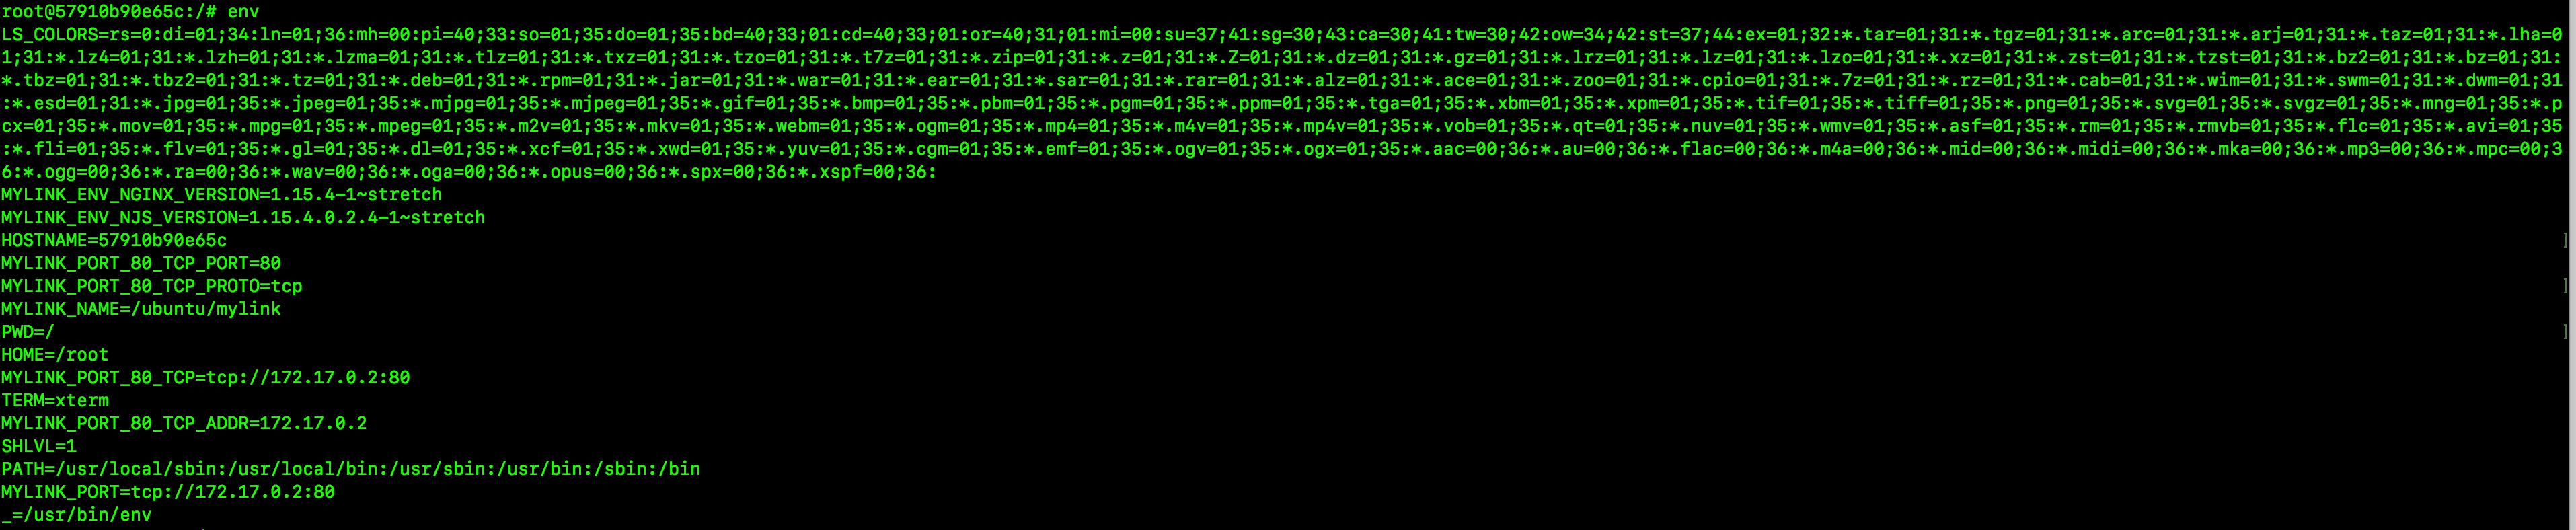 root@57910b90e65c:/# env
LS_COLORS=rs=0:di=01;34:ln=01;36:mh=00:pi=40;33:so=01;35:do=01;35:bd=40;33;01:cd=40;33;01:or=40;31;01:mi=00:su=37;41:sg=30;43:ca=30;41:tw=30;42:ow=34;42:st=37;44:ex=01;32:*.tar=01;31:*.tgz=01;31:*.arc=01;31:*.arj=01;31:*.taz=01;31:*.lha=0
1;31:*.lz4=01;31:*.lzh=01;31:*.lzma=01;31:*.tlz=01;31:*.txz=01;31:*.tzo=01;31:*.t7z=01;31:*.zip=01;31:*.z=01;31:*.Z=01;31:*.dz=01;31:*.gz=01;31:*.lrz=01;31:*.lz=01;31:*.lzo=01;31:*.xz=01;31:*.zst=01;31:*.tzst=01;31:*.bz2=01;31:*.bz=01;31:
*.tbz=01;31:*.tbz2=01;31:*.tz=01;31:*.deb=01;31:*.rpm=01;31:*.jar=01;31:*.war=01;31:*.ear=01;31:*.sar=01;31:*.rar=01;31:*.alz=01;31:*.ace=01;31:*.zoo=01;31:*.cpio=01;31:*.7z=01;31:*.rz=01;31:*.cab=01;31:*.wim=01;31:*.swm=01;31:*.dwm=01;31
:*.esd=01;31:*.jpg=01;35:*.jpeg=01;35:*.mjpg=01;35:*.mjpeg=01;35:*.gif=01;35:*.bmp=01;35:*.pbm=01;35:*.pgm=01;35:*.ppm=01;35:*.tga=01;35:*.xbm=01;35:*.xpm=01;35:*.tif=01;35:*.tiff=01;35:*.png=01;35:*.svg=01;35:*.svgz=01;35:*.mng=01;35:*.p
cx=01;35:*.mov=01;35:*.mpg=01;35:*.mpeg=01;35:*.m2v=01;35:*.mkv=01;35:*.webm=01;35:*.ogm=01;35:*.mp4=01;35:*.m4v=01;35:*.mp4v=01;35:*.vob=01;35:*.qt=01;35:*.nuv=01;35:*.wmv=01;35:*.asf=01;35:*.rm=01;35:*.rmvb=01;35:*.flc=01;35:*.avi=01;35
:*.fli=01;35:*.flv=01;35:*.gl=01;35:*.dl=01;35:*.xcf=01;35:*.xwd=01;35:*.yuv=01;35:*.cgm=01;35:*.emf=01;35:*.ogv=01;35:*.ogx=01;35:*.aac=00;36:*.au=00;36:*.flac=00;36:*.m4a=00;36:*.mid=00;36:*.midi=00;36:*.mka=00;36:*.mp3=00;36:*.mpc=00;3
6:*.ogg=00;36:*.ra=00;36:*.wav=00;36:*.oga=00;36:*.opus=00;36:*.spx=00;36:*.xspf=00;36:
MYLINK_ENV_NGINX_VERSION=1.15.4-1~stretch
MYLINK_ENV_NJS_VERSION=1.15.4.0.2.4-1~stretch
HOSTNAME=57910b90e65c ]
MYLINK_PORT_80_TCP_PORT=80
MYLINK_PORT_80_TCP_PROTO=tcp ]
MYLINK_NAME=/ubuntu/mylink
PWD=/ ]
HOME=/root
MYLINK_PORT_80_TCP=tcp://172.17.0.2:80
TERM=xterm
MYLINK_PORT_80_TCP_ADDR=172.17.0.2
SHLVL=1
PATH=/usr/local/sbin:/usr/local/bin:/usr/sbin:/usr/bin:/sbin:/bin
MYLINK_PORT=tcp://172.17.0.2:80
_=/usr/bin/env